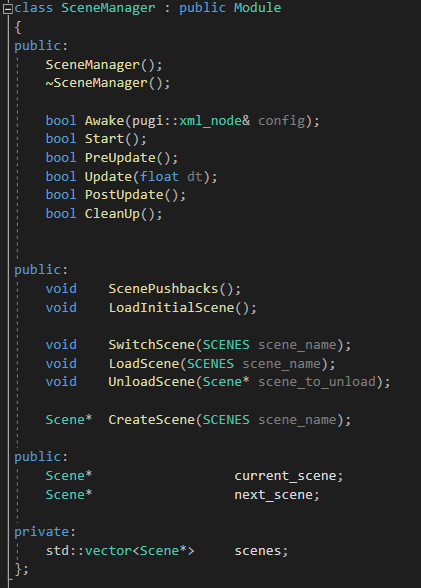 class SceneManager : public Module
{
public:
    SceneManager();
    ~SceneManager();

    bool Awake(pugi::xml_node& config);
    bool Start();
    bool PreUpdate();
    bool Update(float dt);
    bool PostUpdate();
    bool CleanUp();


public:
    void    ScenePushbacks();
    void    LoadInitialScene();

    void    SwitchScene(SCENES scene_name);
    void    LoadScene(SCENES scene_name);
    void    UnloadScene(Scene* scene_to_unload);

    Scene*  CreateScene(SCENES scene_name);

public:
    Scene*                  current_scene;
    Scene*                  next_scene;

private:
    std::vector<Scene*>     scenes;
};